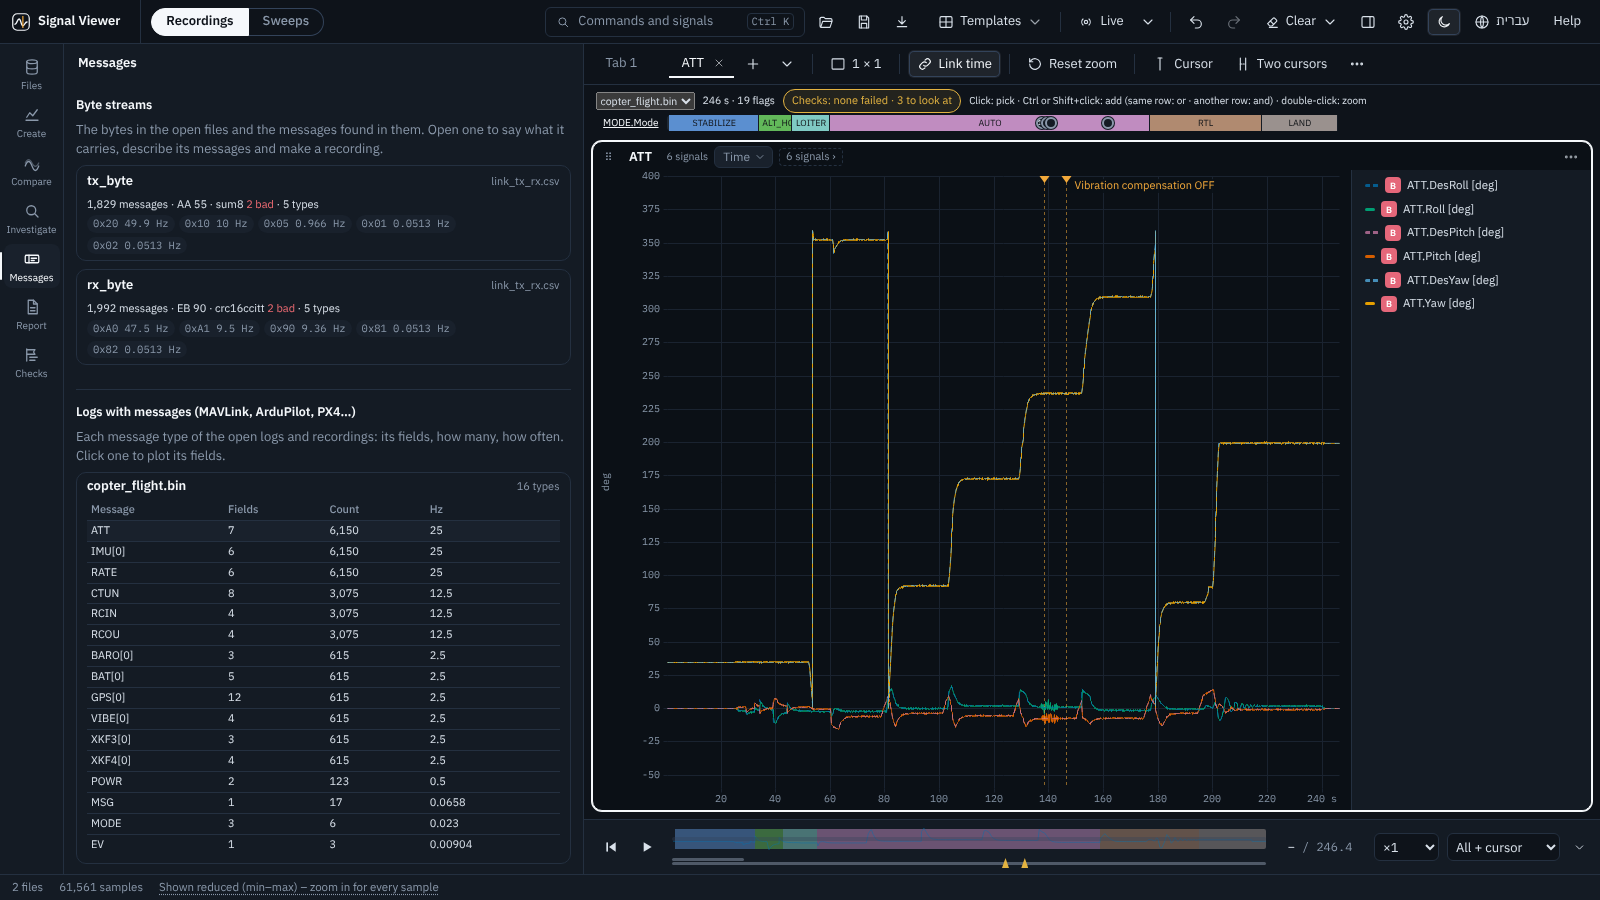 Signal Viewer
Recordings
Sweeps
Commands and signals
Ctrl K
Templates
Live
Clear
עברית
Help
Files
Create
Compare
Investigate
Messages
Report
Checks
Messages
Byte streams
The bytes in the open files and the messages found in them. Open one to say what it
carries, describe its messages and make a recording.
tx_byte
link_tx_rx.csv
1,829 messages · AA 55 · sum8 2 bad · 5 types
0x20 49.9 Hz 0x10 10 Hz 0x05 0.966 Hz 0x01 0.0513 Hz
0x02 0.0513 Hz
rx_byte
link_tx_rx.csv
1,992 messages · EB 90 · crc16ccitt 2 bad · 5 types
0xA0 47.5 Hz 0xA1 9.5 Hz 0x90 9.36 Hz 0x81 0.0513 Hz
0x82 0.0513 Hz
Logs with messages (MAVLink, ArduPilot, PX4…)
Each message type of the open logs and recordings: its fields, how many, how often.
Click one to plot its fields.
copter_flight.bin
16 types
Message Fields Count Hz
ATT 7 6,150 25
IMU[0] 6 6,150 25
RATE 6 6,150 25
CTUN 8 3,075 12.5
RCIN 4 3,075 12.5
RCOU 4 3,075 12.5
BARO[0] 3 615 2.5
BAT[0] 5 615 2.5
GPS[0] 12 615 2.5
VIBE[0] 4 615 2.5
XKF3[0] 3 615 2.5
XKF4[0] 4 615 2.5
POWR 2 123 0.5
MSG 1 17 0.0658
MODE 3 6 0.023
EV 1 3 0.00904
Tab 1
ATT
1 × 1
Link time
Reset zoom
Cursor
Two cursors
copter_flight.bin
246 s · 19 flags
Checks: none failed · 3 to look at
Click: pick · Ctrl or Shift+click: add (same row: or · another row: and) · double-click: zoom
MODE.Mode
STABILIZE
ALT_HO
LOITER
AUTO
RTL
LAND
ATT
6 signals
Time
6 signals ›
Vibration compensation OFF
400
375
350
325
300
275
250
225
200
175
150
125
100
75
50
25
0
-25
-50
deg
20 40 60 80 100 120 140 160 180 200 220 240 s
ATT.DesRoll [deg]
B
ATT.Roll [deg]
B
ATT.DesPitch [deg]
B
ATT.Pitch [deg]
B
ATT.DesYaw [deg]
B
ATT.Yaw [deg]
B
– / 246.4
×1
All + cursor
2 files
61,561 samples
Shown reduced (min–max) – zoom in for every sample